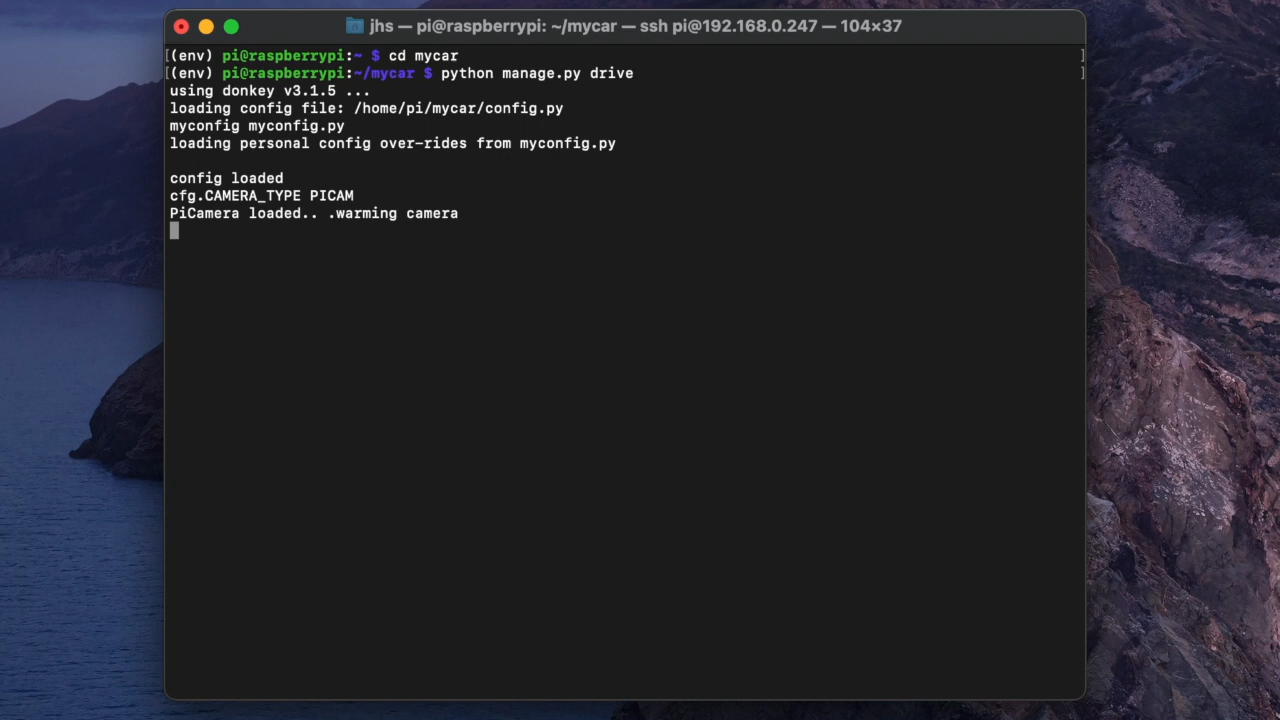 jhs — pi@raspberrypi: ~/mycar — ssh pi@192.168.0.247 — 104×37
[(env) pi@raspberrypi:~ $ cd mycar ]
[(env) pi@raspberrypi:~/mycar $ python manage.py drive ]
using donkey v3.1.5 ...
loading config file: /home/pi/mycar/config.py
myconfig myconfig.py
loading personal config over-rides from myconfig.py
config loaded
cfg.CAMERA_TYPE PICAM
PiCamera loaded.. .warming camera